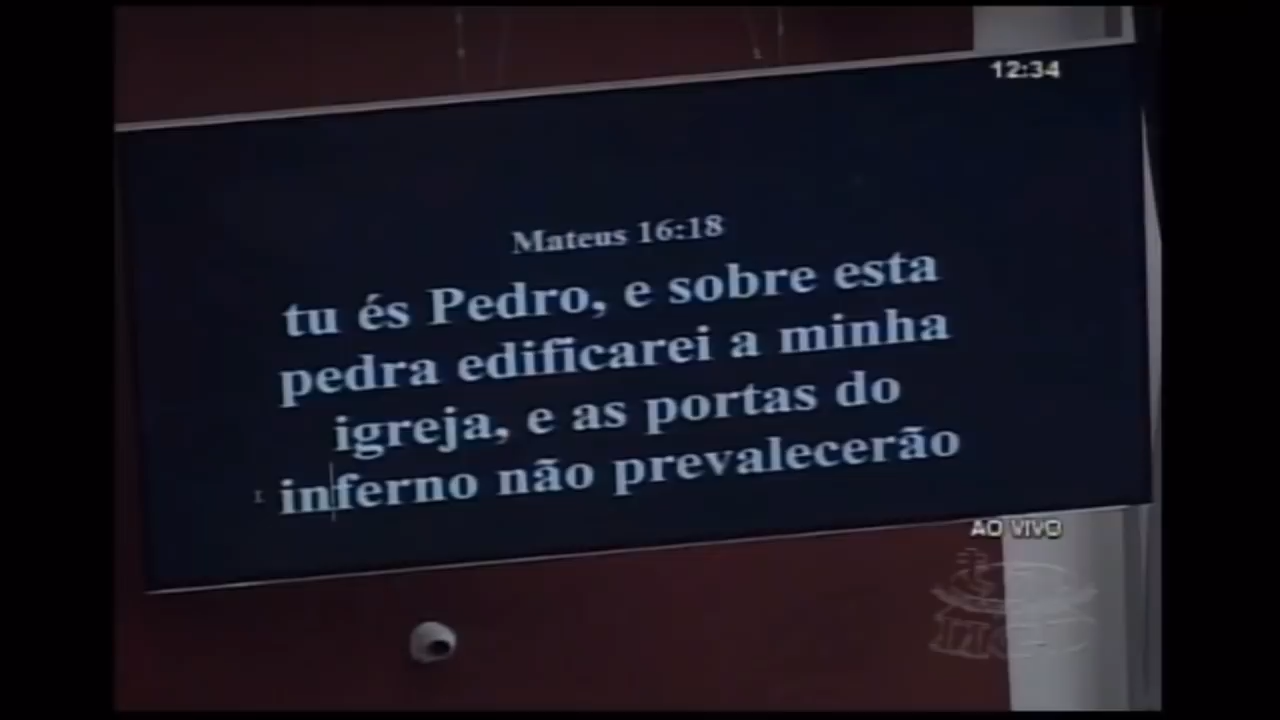 12:34
Mateus 16:18
tu és Pedro, e sobre esta
pedra edificarei a minha
igreja, e as portas do
inferno não prevalecerão
AO VIVO